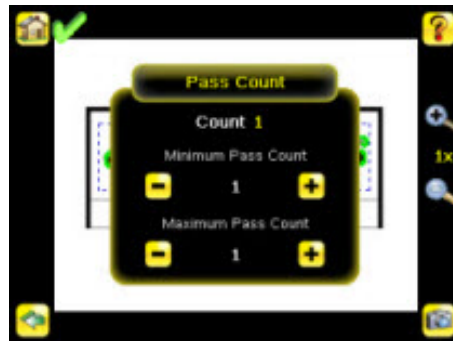 Pass Count
Count 1
Minimum Pass Count
1
1x
Maximum Pass Count
1